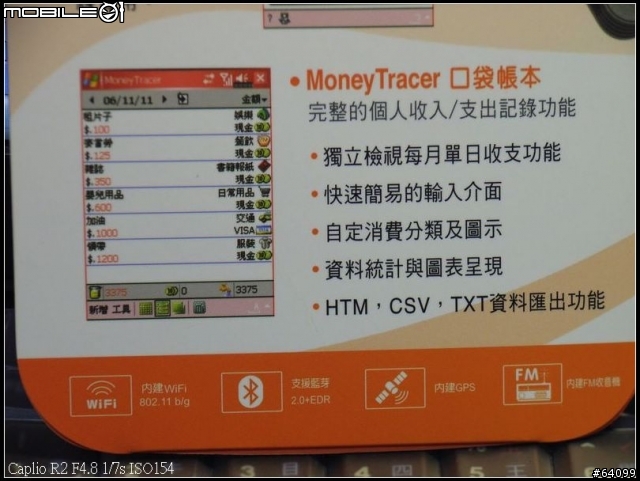 MOBILE01
MoneyTracer
06/11/11
金額
租片子 娛樂
$.100 現金
麥當勞 餐飲
$.125 現金
雜誌 書籍報紙
$.350 現金
嬰兒用品 日常用品
$.600 現金
加油 交通
$.1000 VISA
領帶 服裝
$.1200 現金
3375 0 3375
新增 工具
• MoneyTracer 口袋帳本
完整的個人收入/支出記錄功能
• 獨立檢視每月單日收支功能
• 快速簡易的輸入介面
• 自定消費分類及圖示
• 資料統計與圖表呈現
• HTM,CSV,TXT資料匯出功能
WiFi
內建WiFi
802.11 b/g
支援藍芽
2.0+EDR
內建GPS
FM
內建FM收音機
3 4 四 5
Caplio R2 F4.8 1/7s ISO154
#64099